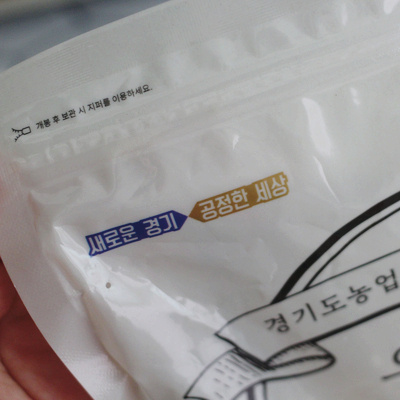 개봉 후 보관 시 지퍼를 이용하세요.
새로운 경기 공정한 세상
경기도농업